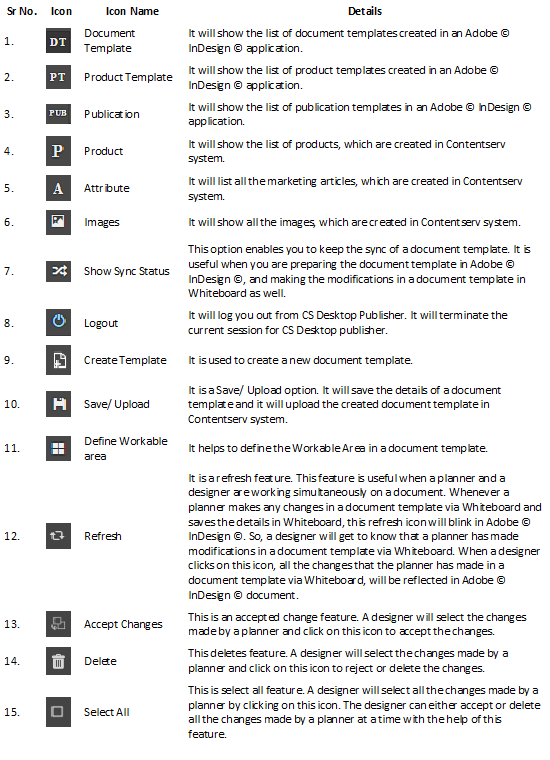 Sr No. Icon Icon Name Details
1. DT Document Template It will show the list of document templates created in an Adobe ©
InDesign © application.
2. PT Product Template It will show the list of product templates created in an Adobe ©
InDesign © application.
3. PUB Publication It will show the list of publication templates in an Adobe © InDesign ©
application.
4. P Product It will show the list of products, which are created in Contentserv
system.
5. A Attribute It will list all the marketing articles, which are created in Contentserv
system.
6. Images It will show all the images, which are created in Contentserv system.
7. Show Sync Status This option enables you to keep the sync of a document template. It is
useful when you are preparing the document template in Adobe ©
InDesign ©, and making the modifications in a document template in
Whiteboard as well.
8. Logout It will log you out from CS Desktop Publisher. It will terminate the
current session for CS Desktop publisher.
9. Create Template It is used to create a new document template.
10. Save/ Upload It is a Save/ Upload option. It will save the details of a document
template and it will upload the created document template in
Contentserv system.
11. Define Workable area It helps to define the Workable Area in a document template.
12. Refresh It is a refresh feature. This feature is useful when a planner and a
designer are working simultaneously on a document. Whenever a
planner makes any changes in a document template via Whiteboard and
saves the details in Whiteboard, this refresh icon will blink in Adobe ©
InDesign ©. So, a designer will get to know that a planner has made
modifications in a document template via Whiteboard. When a designer
clicks on this icon, all the changes that the planner has made in a
document template via Whiteboard, will be reflected in Adobe ©
InDesign © document.
13. Accept Changes This is an accepted change feature. A designer will select the changes
made by a planner and click on this icon to accept the changes.
14. Delete This deletes feature. A designer will select the changes made by a
planner and click on this icon to reject or delete the changes.
15. Select All This is select all feature. A designer will select all the changes made by a
planner by clicking on this icon. The designer can either accept or delete
all the changes made by a planner at a time with the help of this
feature.